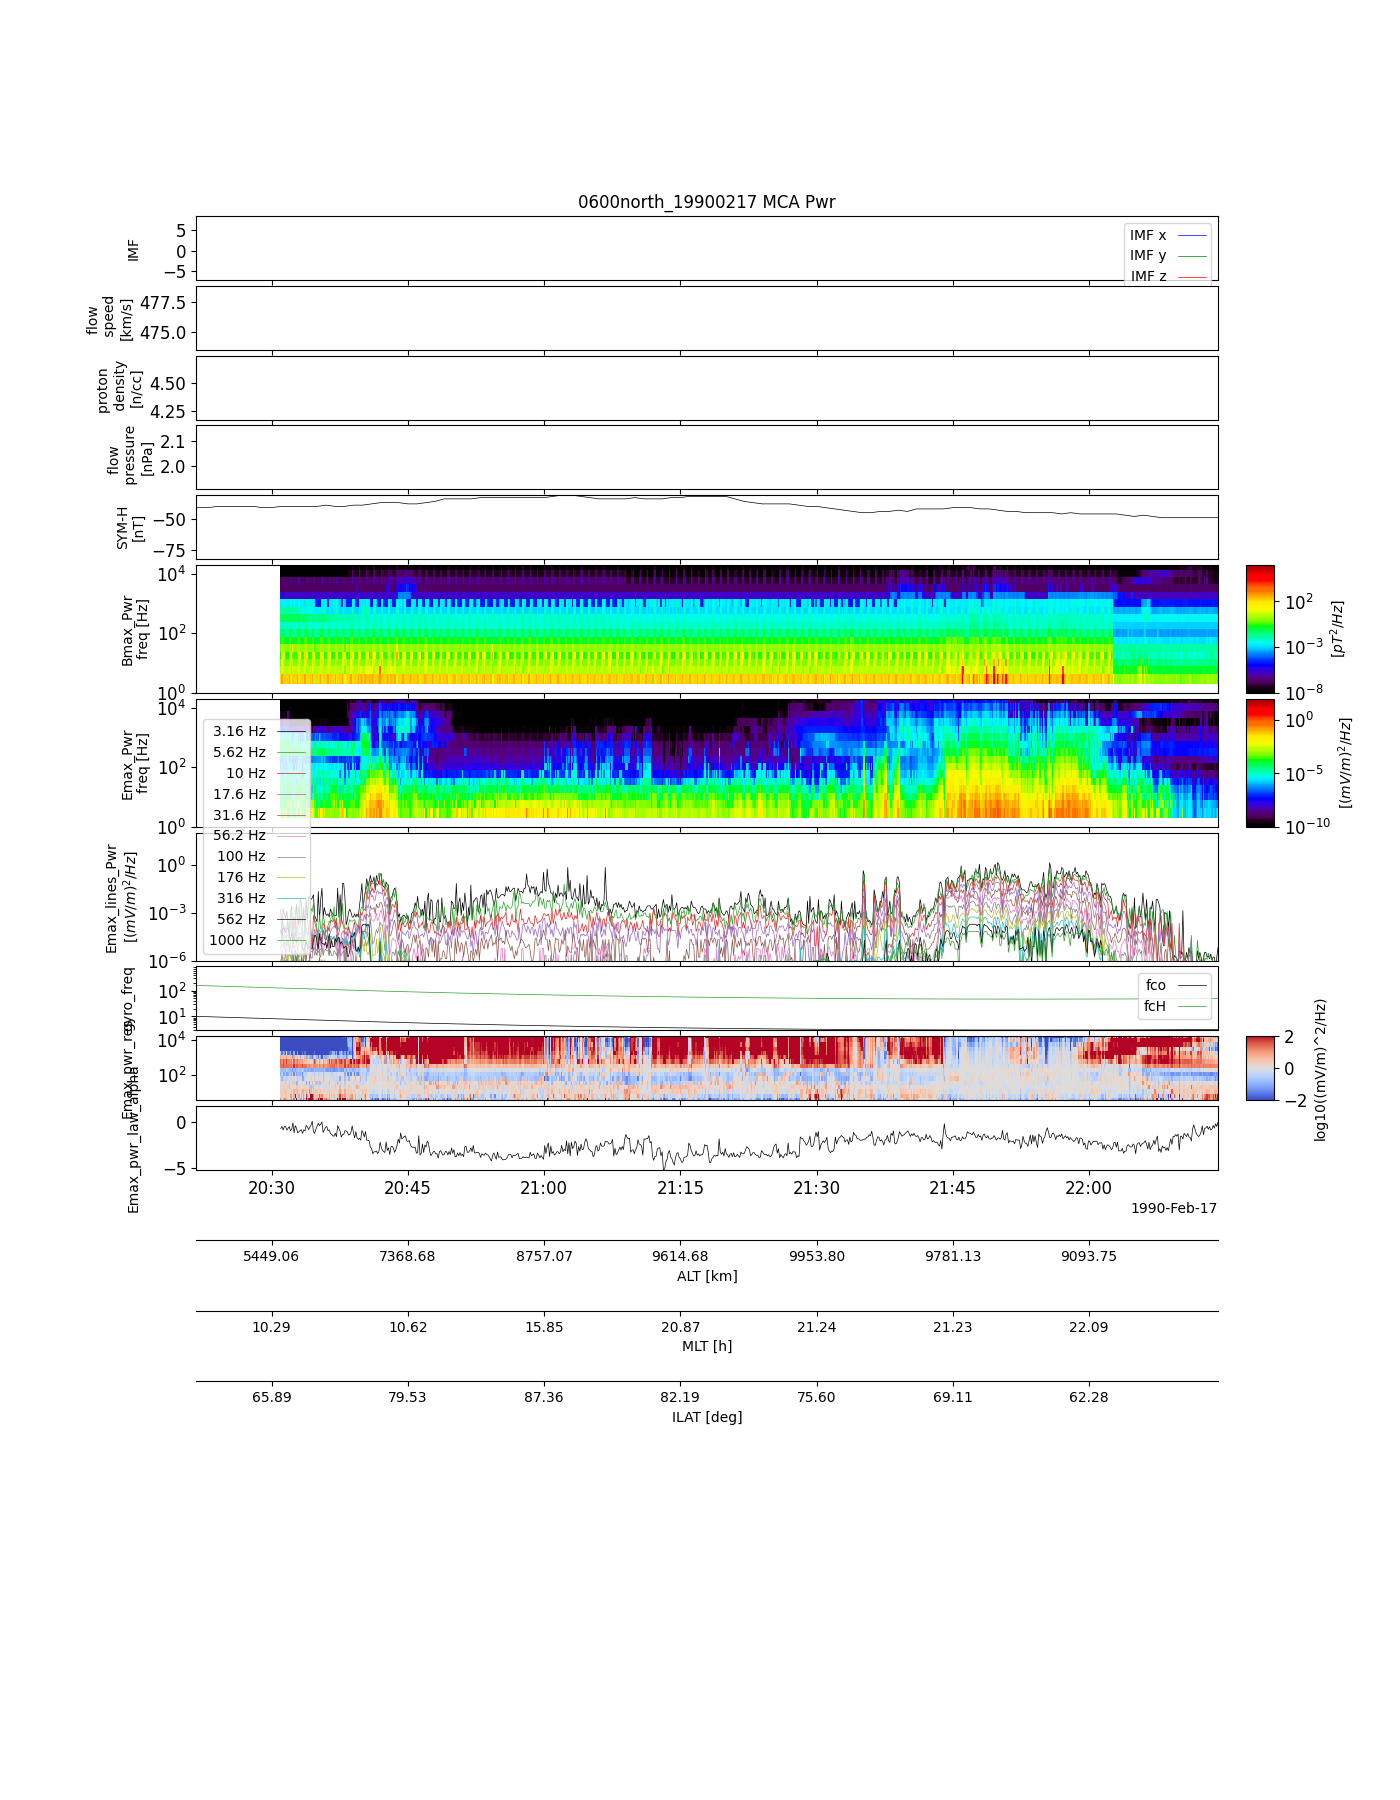 0600north_19900217 MCA Pwr
IMF
5
0
−5
IMF x
IMF y
IMF z
flow
speed
[km/s]
477.5
475.0
proton
density
[n/cc]
4.50
4.25
flow
pressure
[nPa]
2.1
2.0
SYM-H
[nT]
−50
−75
Bmax_Pwr
freq [Hz]
10^4
10^2
10^0
10^2
10^−3
10^−8
[pT^2/Hz]
Emax_Pwr
freq [Hz]
10^4
10^2
10^0
10^0
10^−5
10^−10
[(mV/m)^2/Hz]
3.16 Hz
5.62 Hz
10 Hz
17.6 Hz
31.6 Hz
56.2 Hz
100 Hz
176 Hz
316 Hz
562 Hz
1000 Hz
Emax_lines_Pwr
[(mV/m)^2/Hz]
10^0
10^−3
10^−6
gyro_freq
10^2
10^1
fco
fcH
Emax_pwr_reg
10^4
10^2
2
0
−2
log10((mV/m)^2/Hz)
Emax_pwr_law_alpha
0
−5
20:30 20:45 21:00 21:15 21:30 21:45 22:00
1990-Feb-17
5449.06 7368.68 8757.07 9614.68 9953.80 9781.13 9093.75
ALT [km]
10.29 10.62 15.85 20.87 21.24 21.23 22.09
MLT [h]
65.89 79.53 87.36 82.19 75.60 69.11 62.28
ILAT [deg]